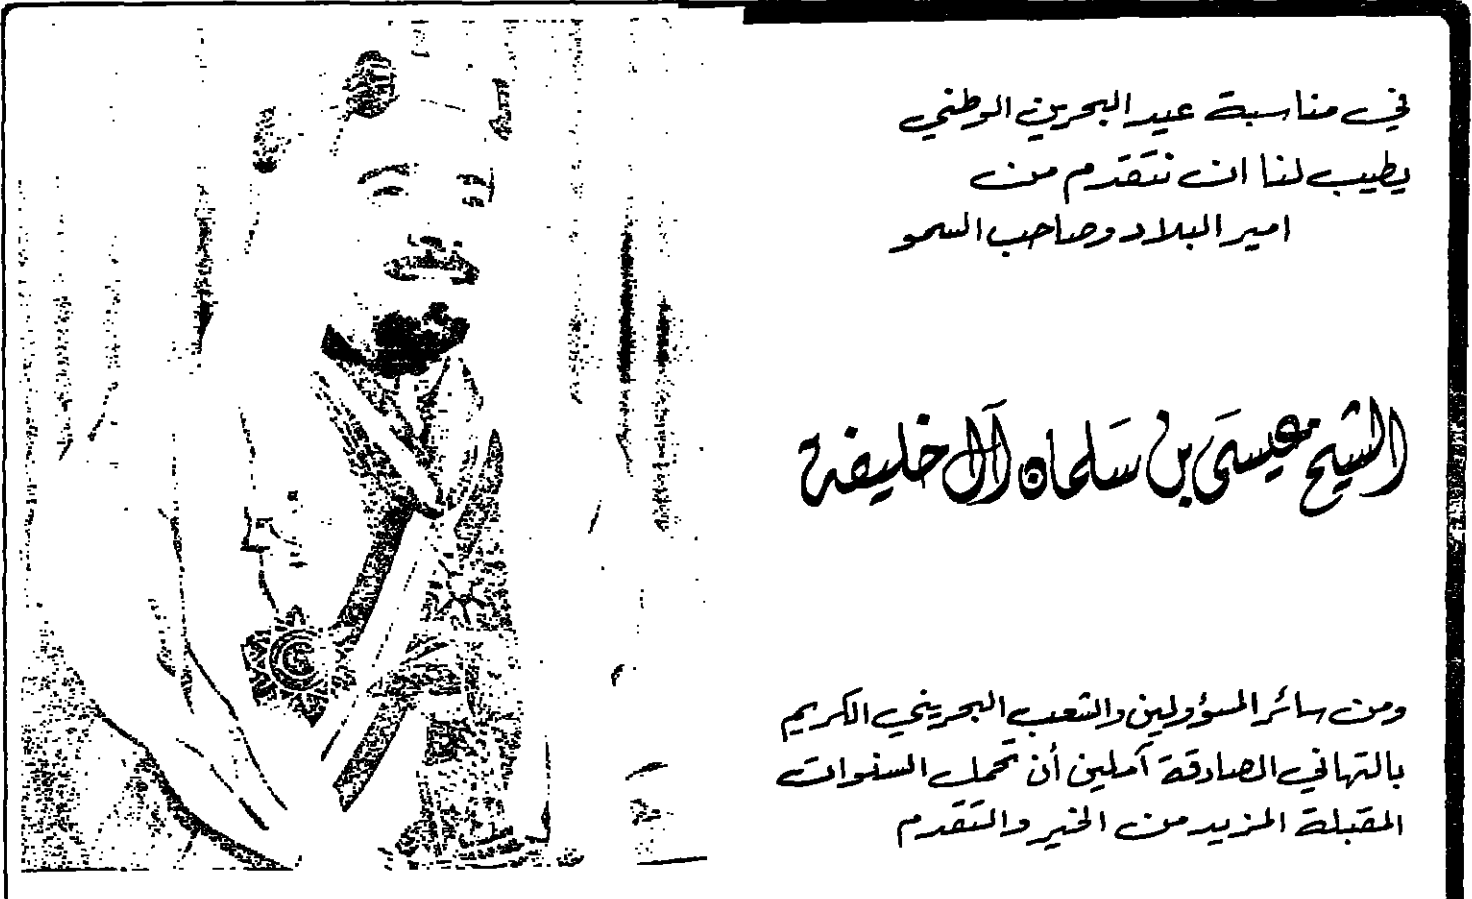 في مناسبة عيد البحرين الوطني
يطيب لنا ان نتقدم من
امير البلاد وصاحب السمو
الشيخ عيسى بن سلمان آل خليفة
ومن سائر المسؤولين والشعب البحريني الكريم
بالتهاني الصادقة آملين أن تحمل السنوات
المقبلة المزيد من الخير والتقدم